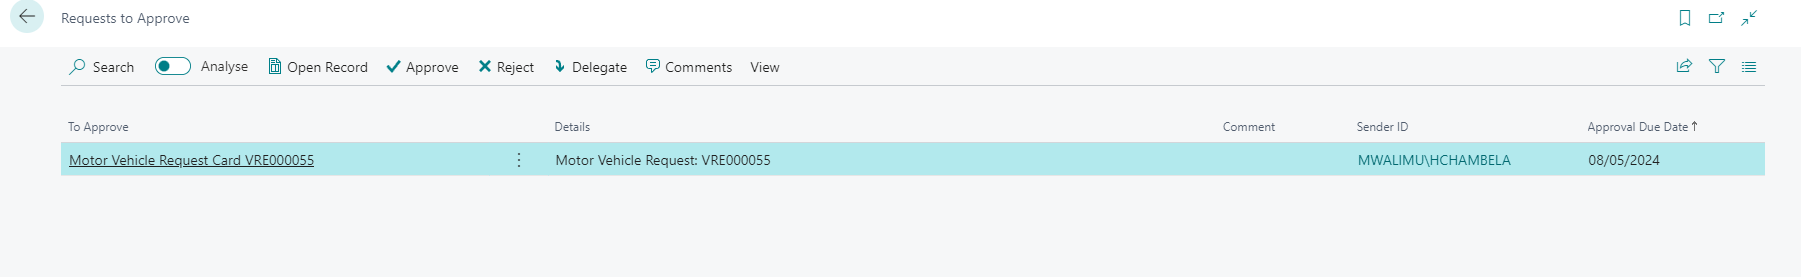 Requests to Approve
Search Analyse Open Record Approve Reject Delegate Comments View
To Approve Details Comment Sender ID Approval Due Date↑
Motor Vehicle Request Card VRE000055 Motor Vehicle Request: VRE000055 MWALIMU\HCHAMBELA 08/05/2024